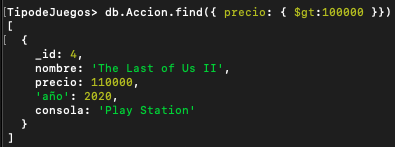 [TipodeJuegos> db.Accion.find({ precio: { $gt:100000 }})
[
[  {
    _id: 4,
    nombre: 'The Last of Us II',
    precio: 110000,
    'año': 2020,
    consola: 'Play Station'
  }
]